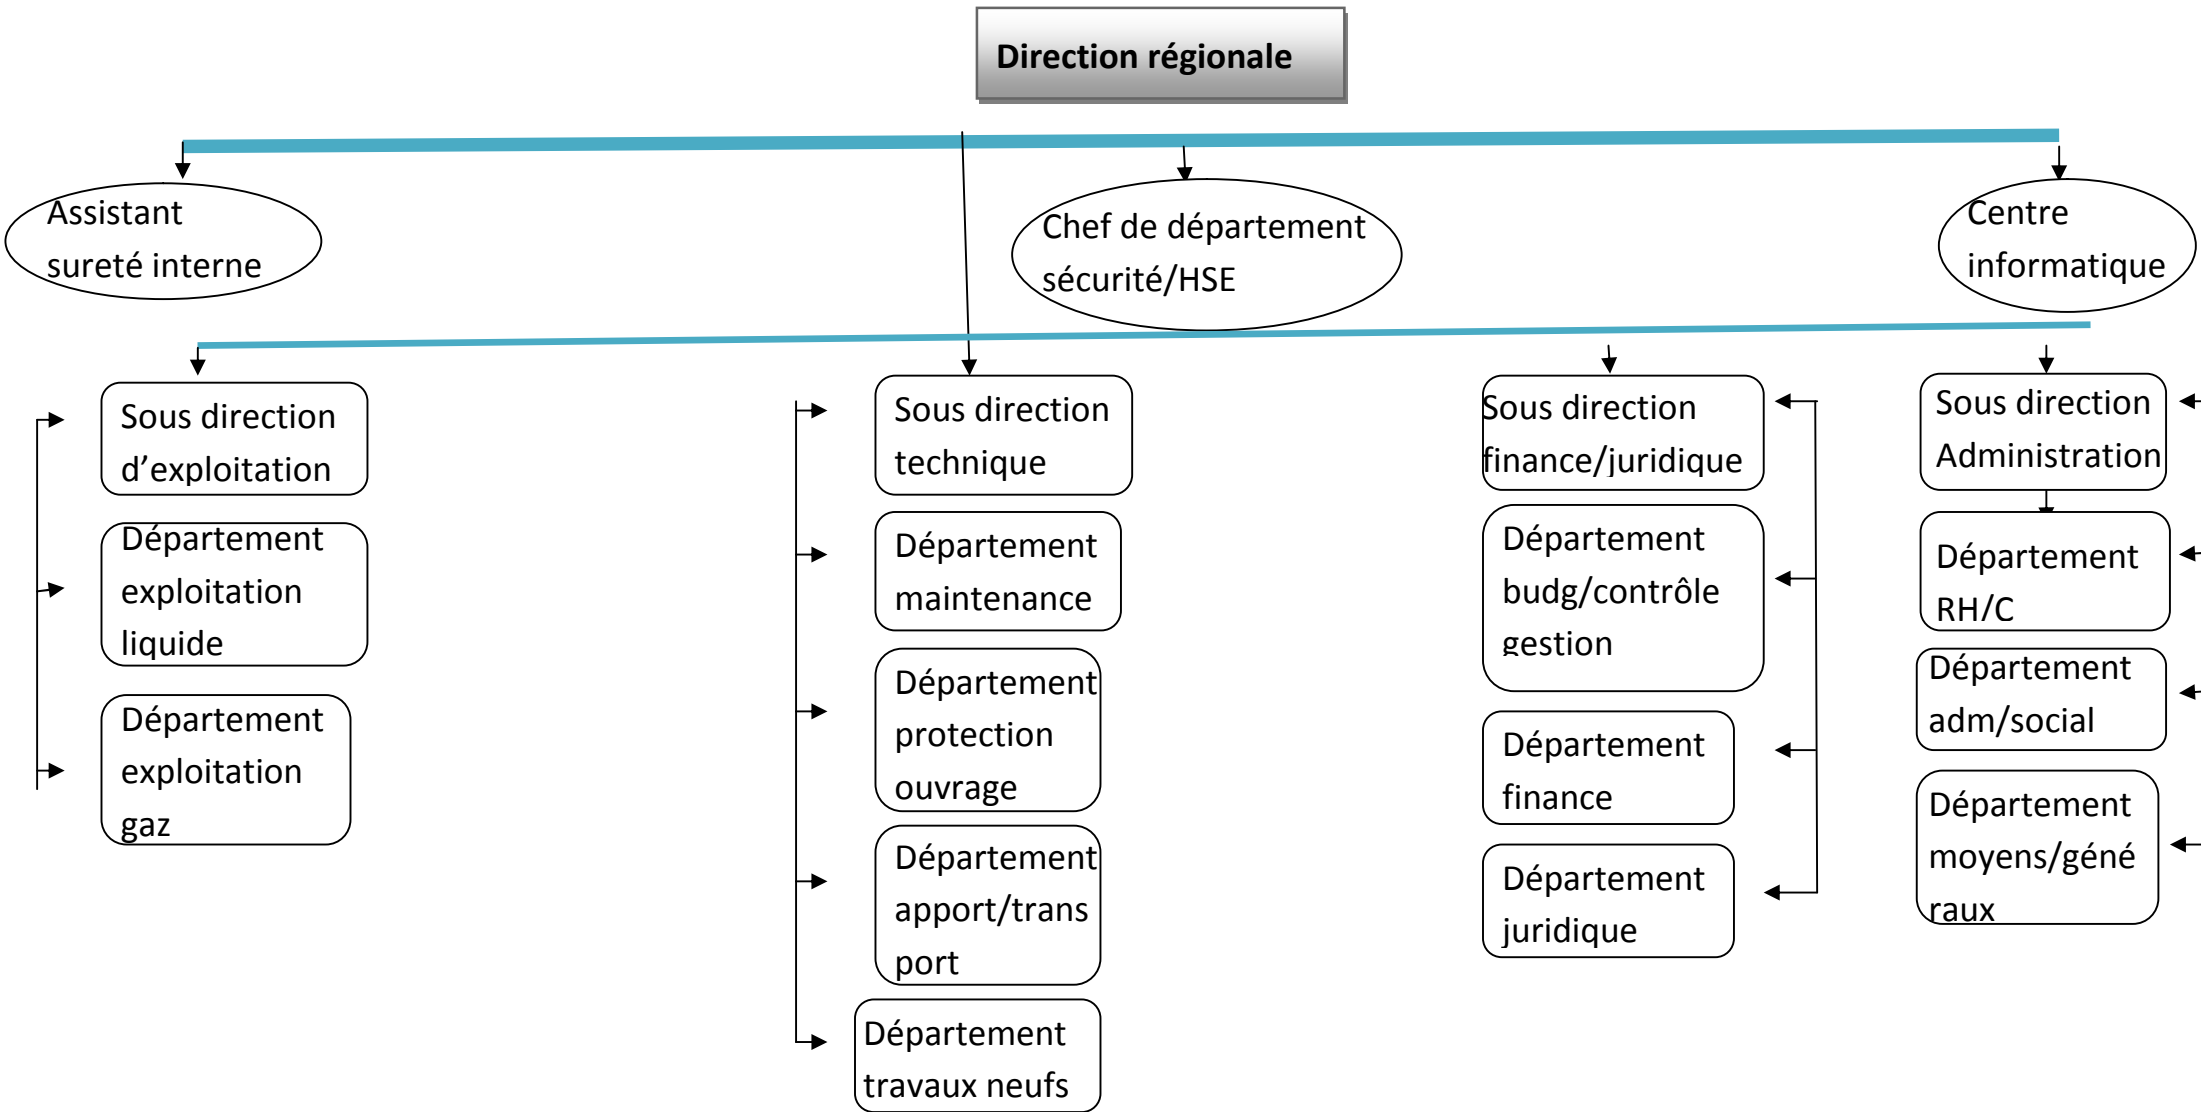 Direction régionale
Assistant
sureté interne
Chef de département
sécurité/HSE
Centre
informatique
Sous direction
d’exploitation
Département
exploitation
liquide
Département
exploitation
gaz
Sous direction
technique
Département
maintenance
Département
protection
ouvrage
Département
apport/trans
port
Département
travaux neufs
Sous direction
finance/juridique
Département
budg/contrôle
gestion
Département
finance
Département
juridique
Sous direction
Administration
Département
RH/C
Département
adm/social
Département
moyens/géné
raux